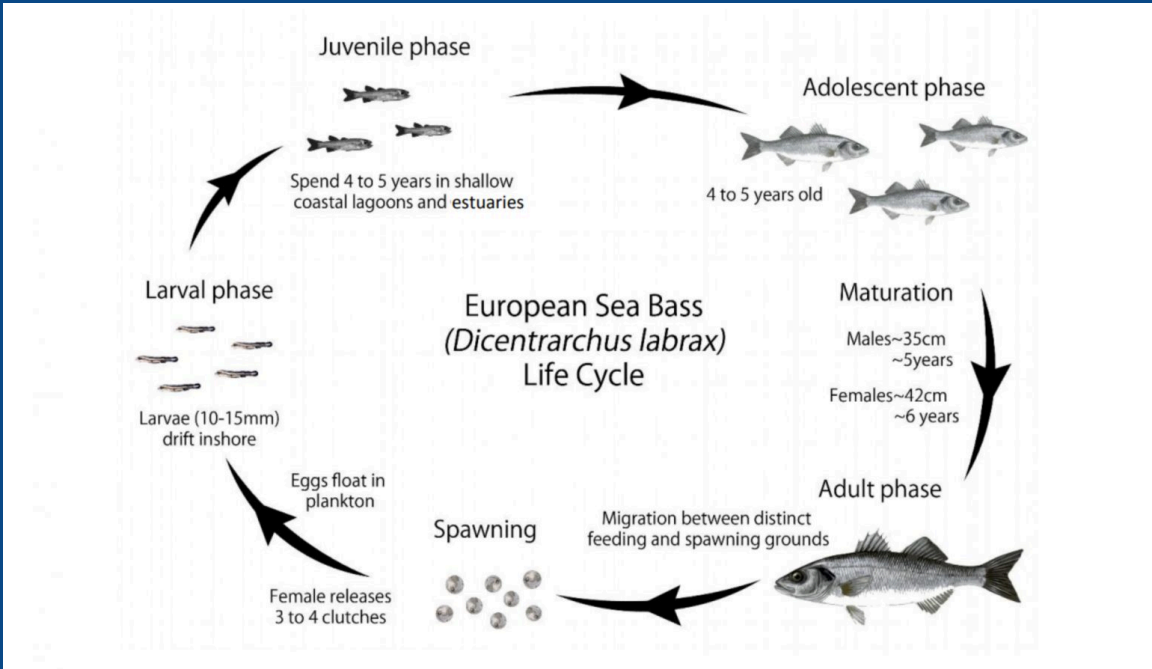 Juvenile phase
Spend 4 to 5 years in shallow
coastal lagoons and estuaries
Adolescent phase
4 to 5 years old
Larval phase
Larvae (10-15mm)
drift inshore
European Sea Bass
(Dicentrarchus labrax)
Life Cycle
Maturation
Males~35cm
~5years
Females~42cm
~6 years
Adult phase
Migration between distinct
feeding and spawning grounds
Spawning
Eggs float in
plankton
Female releases
3 to 4 clutches